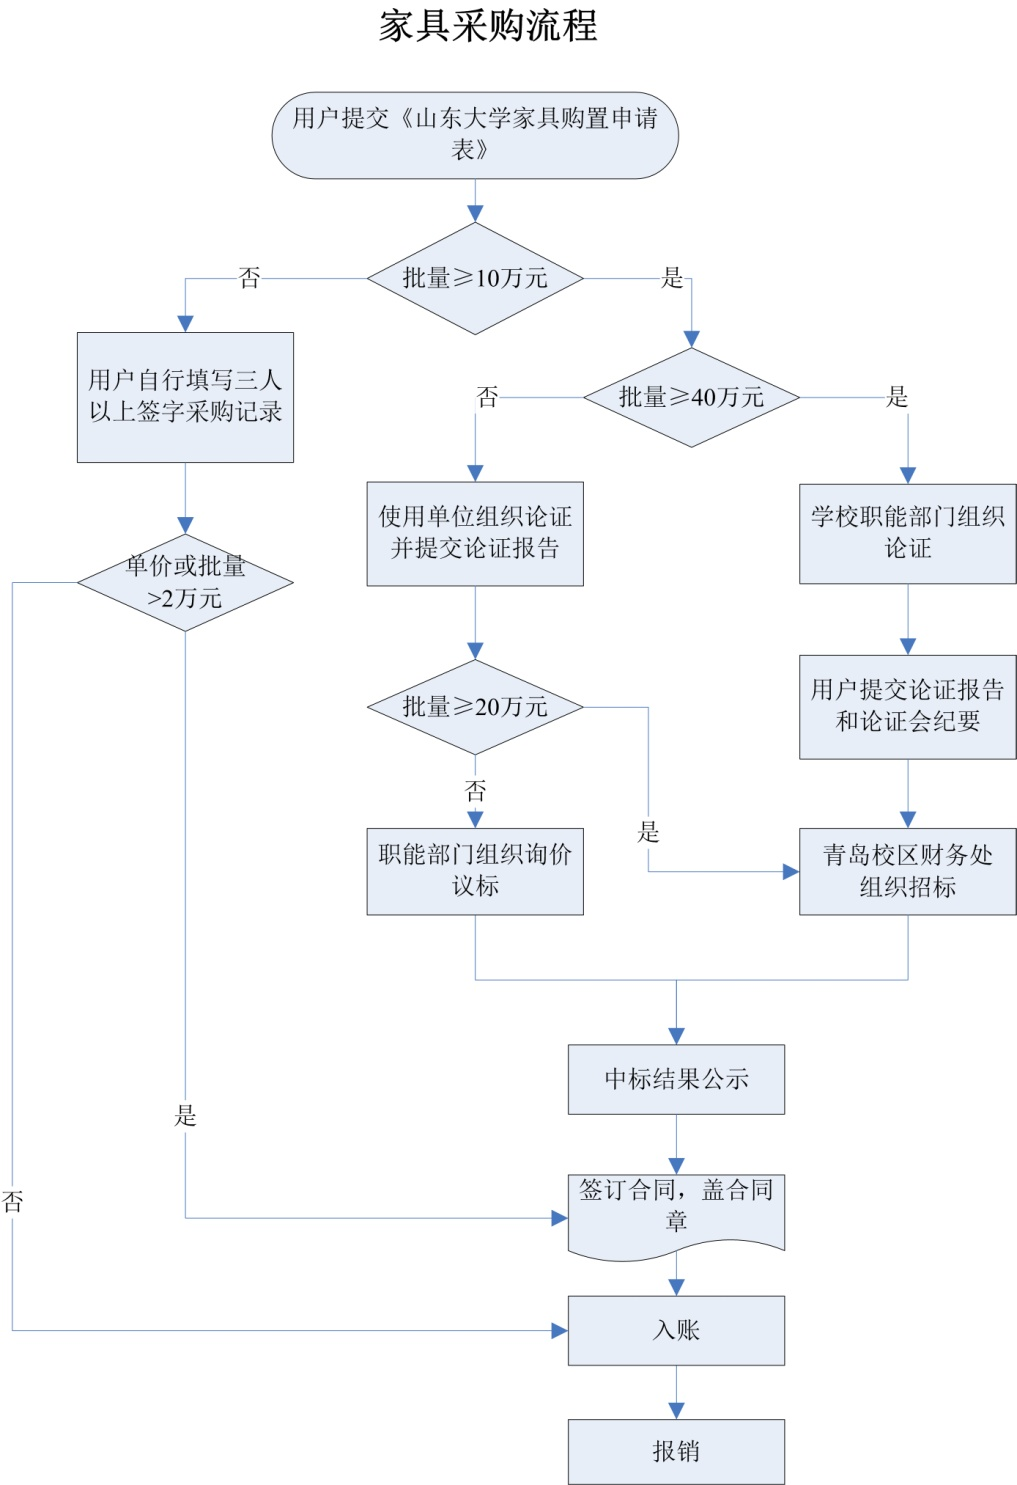 家具采购流程
用户提交《山东大学家具购置申请
表》
批量≥10万元
否
是
用户自行填写三人
以上签字采购记录
批量≥40万元
否
是
使用单位组织论证
并提交论证报告
学校职能部门组织
论证
单价或批量
>2万元
批量≥20万元
用户提交论证报告
和论证会纪要
否
是
职能部门组织询价
议标
青岛校区财务处
组织招标
中标结果公示
是
签订合同，盖合同
章
否
入账
报销